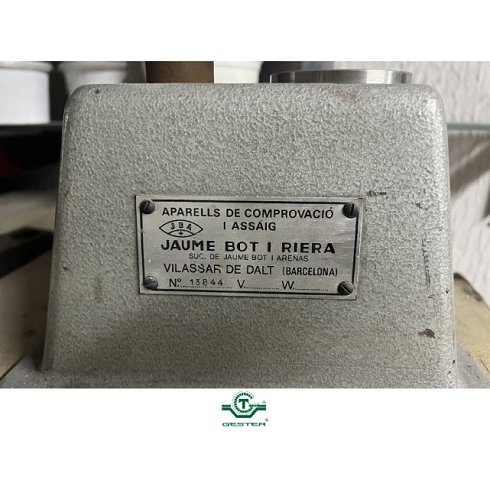 APARELLS DE COMPROVACIÓ
I ASSAIG
JBA
JAUME BOT I RIERA
SUC. DE JAUME BOT I ARENAS
VILASSAR DE DALT (BARCELONA)
Nº 13844 V. W.
T
GESTER®